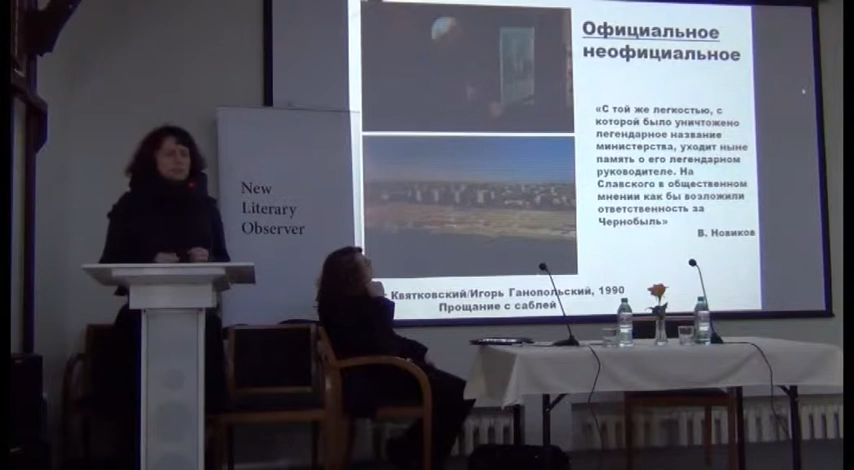 Официальное
неофициальное
«С той же легкостью, с
которой было уничтожено
легендарное название
министерства, уходит ныне
память о его легендарном
руководителе. На
Славского в общественном
мнении как бы возложили
ответственность за
Чернобыль»
В. Новиков
New
Literary
Observer
Квятковский/Игорь Ганопольский, 1990
Прощание с саблей